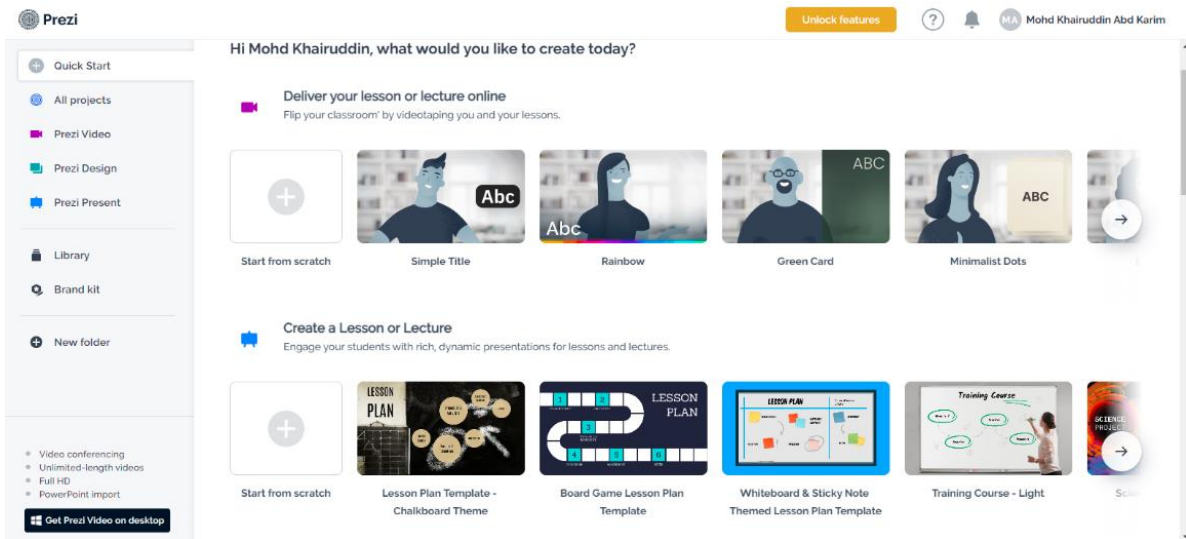 Prezi
Unlock features
?
MA
Mohd Khairuddin Abd Karim
Quick Start
All projects
Prezi Video
Prezi Design
Prezi Present
Library
Brand kit
New folder
Video conferencing
Unlimited-length videos
Full HD
PowerPoint import
Get Prezi Video on desktop
Hi Mohd Khairuddin, what would you like to create today?
Deliver your lesson or lecture online
Flip your classroom' by videotaping you and your lessons.
Abc
Abc
ABC
ABC
Start from scratch
Simple Title
Rainbow
Green Card
Minimalist Dots
Create a Lesson or Lecture
Engage your students with rich, dynamic presentations for lessons and lectures.
LESSON
PLAN
1 2
3
4 5 6
LESSON
PLAN
LESSON PLAN
Training Course
SCIENCE
PROJECT
Start from scratch
Lesson Plan Template -
Chalkboard Theme
Board Game Lesson Plan
Template
Whiteboard & Sticky Note
Themed Lesson Plan Template
Training Course - Light